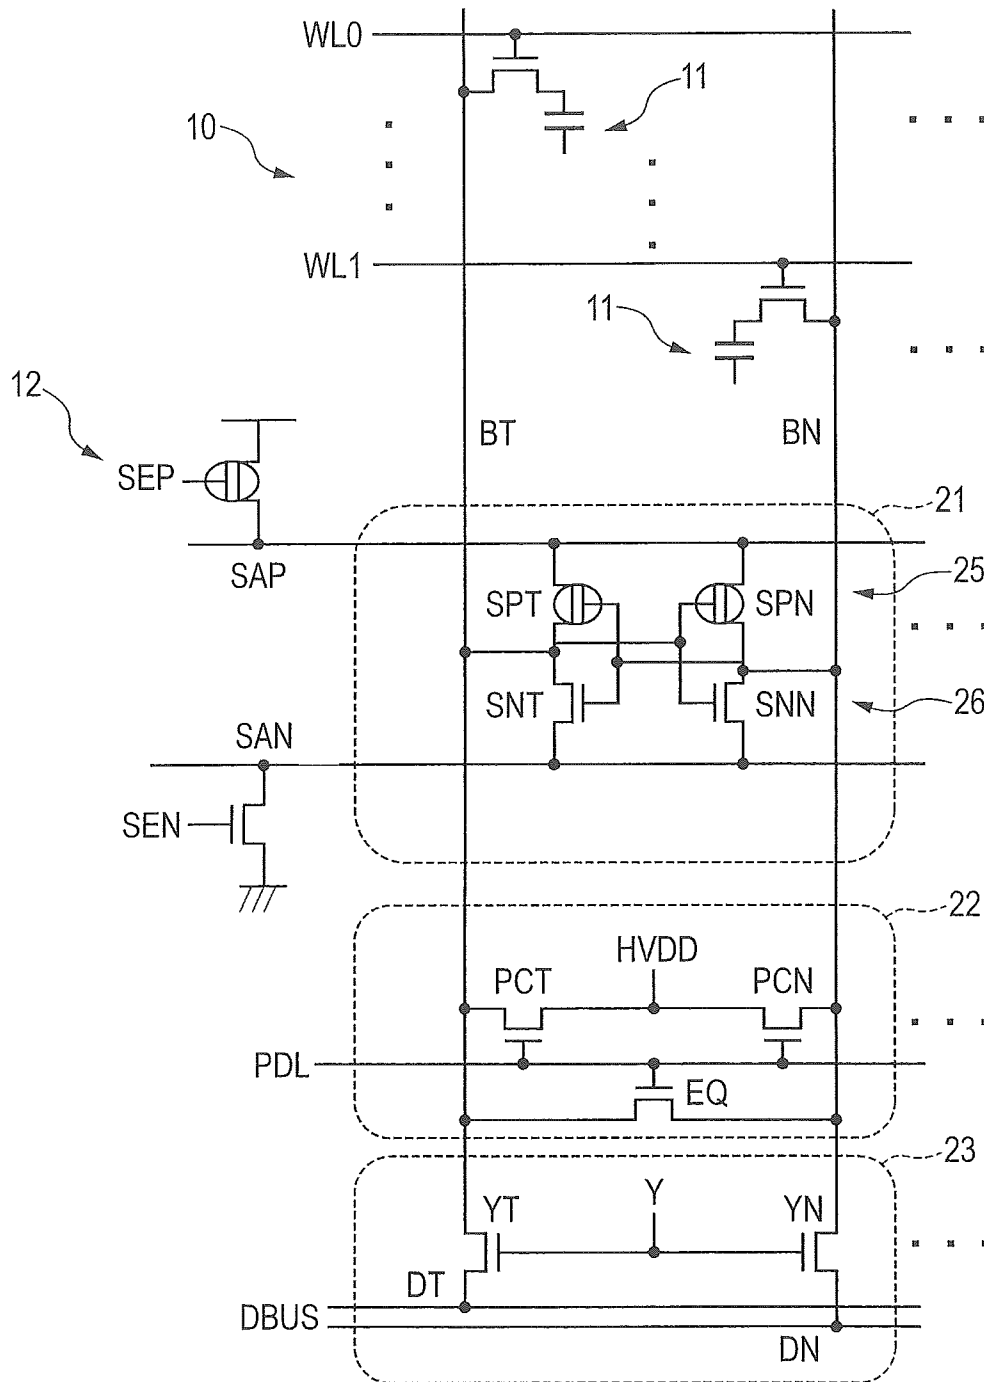 WL0
11
10
WL1
11
12
BT
BN
SEP
21
SAP
25
SPT
SPN
SNT
SNN
26
SAN
SEN
22
HVDD
PCT
PCN
PDL
EQ
23
Y
YT
YN
DT
DBUS
DN